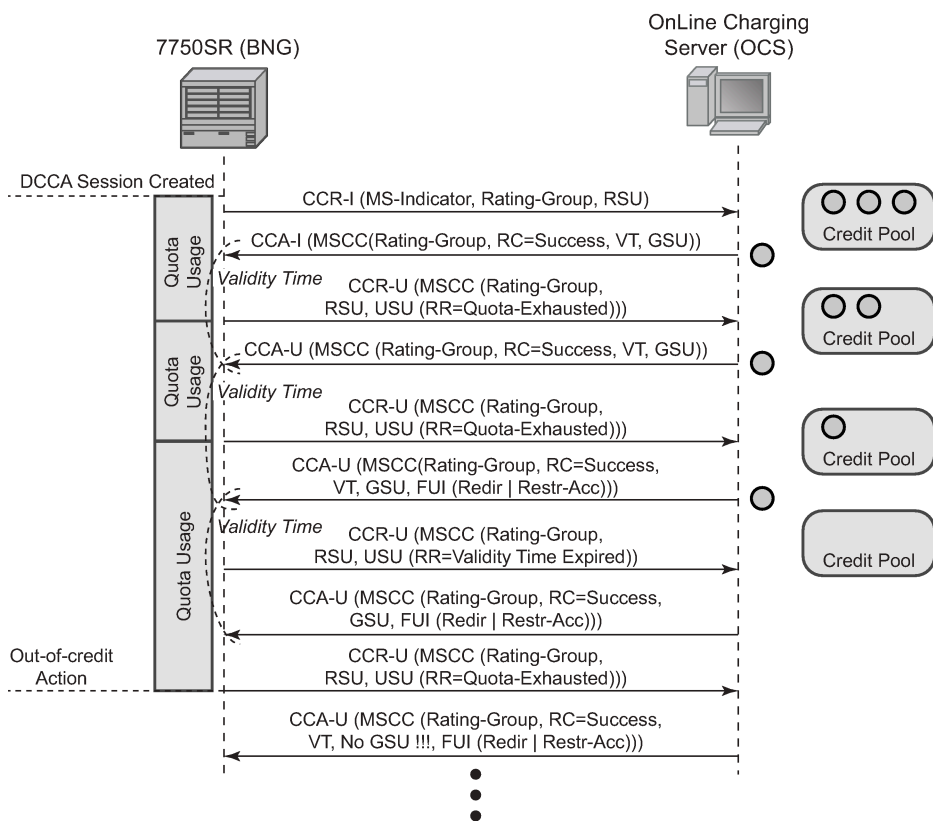 7750SR (BNG)
OnLine Charging
Server (OCS)
DCCA Session Created
CCR-I (MS-Indicator, Rating-Group, RSU)
Credit Pool
Quota
Usage
CCA-I (MSCC(Rating-Group, RC=Success, VT, GSU))
Validity Time
CCR-U (MSCC (Rating-Group,
RSU, USU (RR=Quota-Exhausted)))
Credit Pool
Quota
Usage
CCA-U (MSCC (Rating-Group, RC=Success, VT, GSU))
Validity Time
CCR-U (MSCC (Rating-Group,
RSU, USU (RR=Quota-Exhausted)))
Credit Pool
CCA-U (MSCC(Rating-Group, RC=Success,
VT, GSU, FUI (Redir | Restr-Acc)))
Validity Time
Quota Usage
CCR-U (MSCC (Rating-Group,
RSU, USU (RR=Validity Time Expired))
Credit Pool
CCA-U (MSCC (Rating-Group, RC=Success,
GSU, FUI (Redir | Restr-Acc)))
Out-of-credit
Action
CCR-U (MSCC (Rating-Group,
RSU, USU (RR=Quota-Exhausted)))
CCA-U (MSCC (Rating-Group, RC=Success,
VT, No GSU !!!, FUI (Redir | Restr-Acc)))